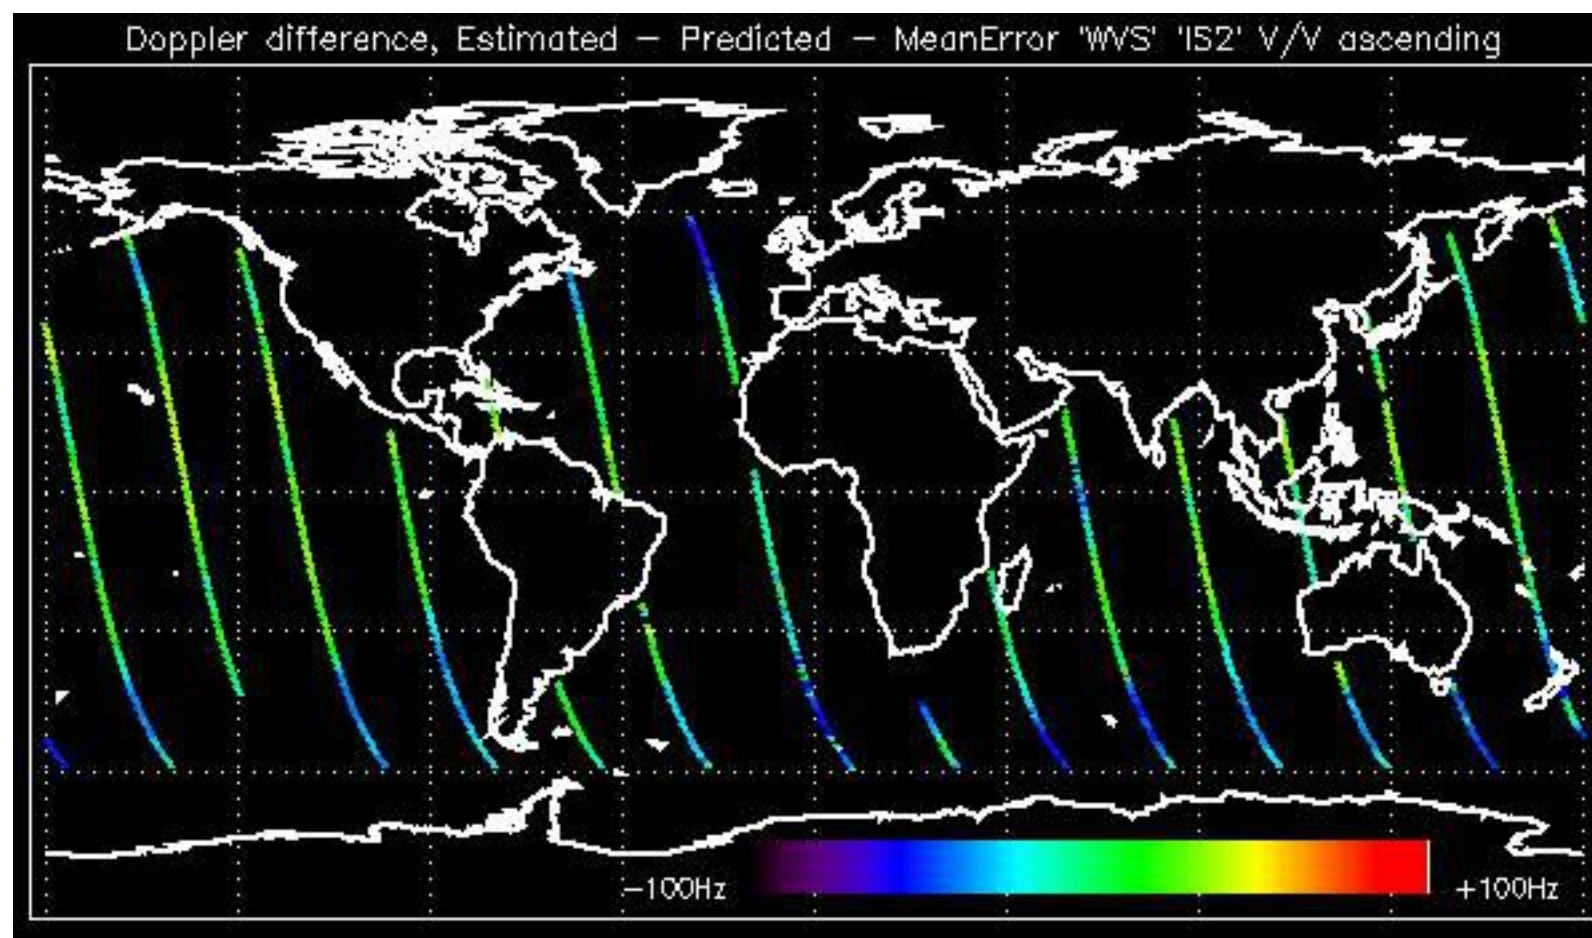 Doppler difference, Estimated – Predicted – MeanError 'WVS' 'IS2' V/V ascending
–100Hz +100Hz